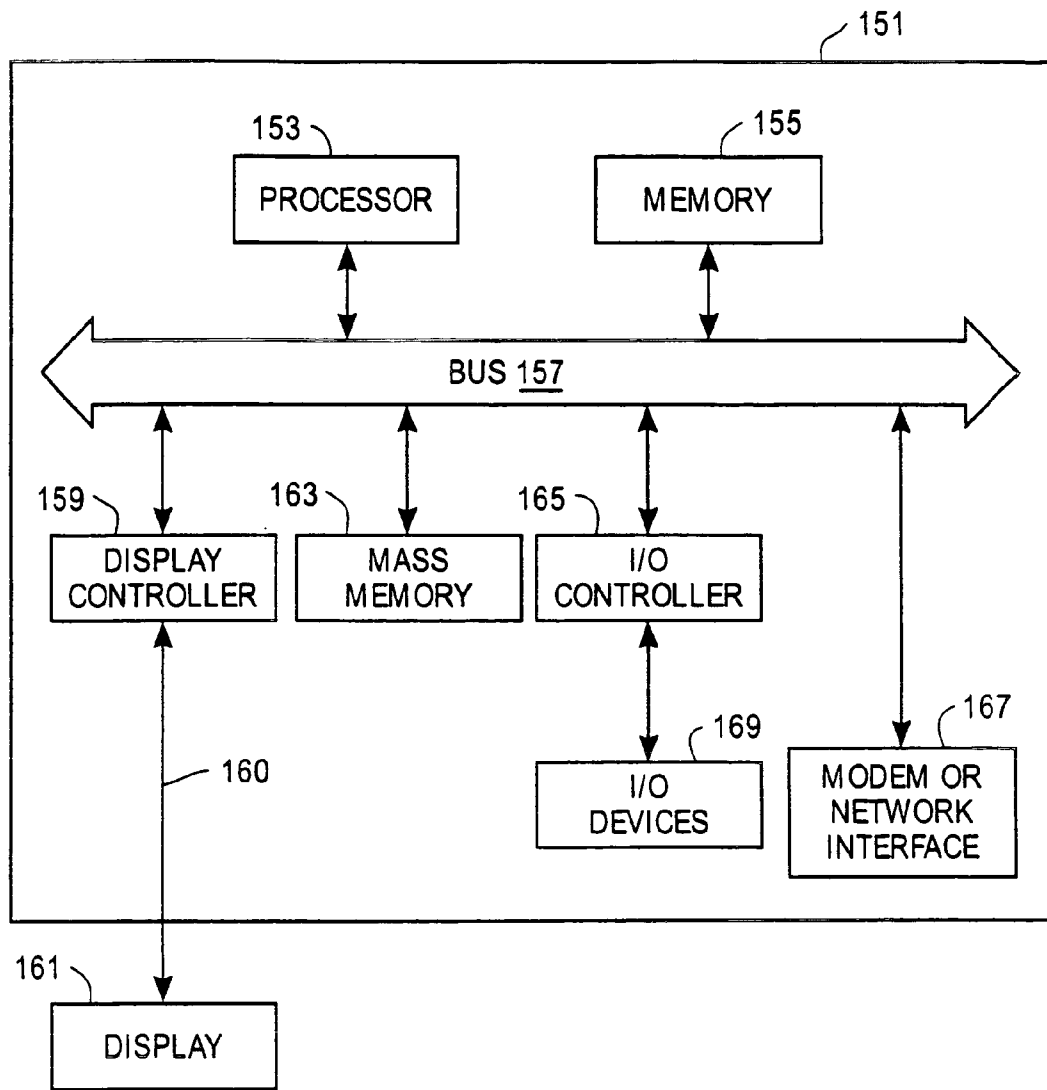 151
153
155
PROCESSOR
MEMORY
BUS 157
159
163
165
DISPLAY
CONTROLLER
MASS
MEMORY
I/O
CONTROLLER
160
169
167
I/O
DEVICES
MODEM OR
NETWORK
INTERFACE
161
DISPLAY